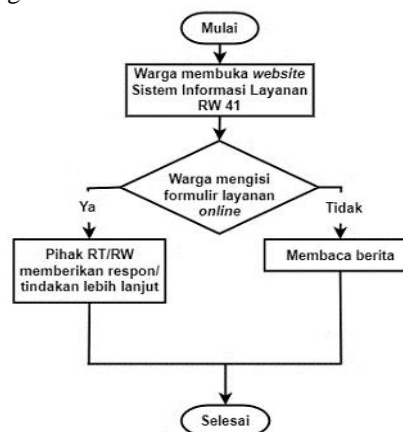 Mulai
Warga membuka website
Sistem Informasi Layanan
RW 41
Warga mengisi
formulir layanan
online
Ya
Tidak
Pihak RT/RW
memberikan respon/
tindakan lebih lanjut
Membaca berita
Selesai